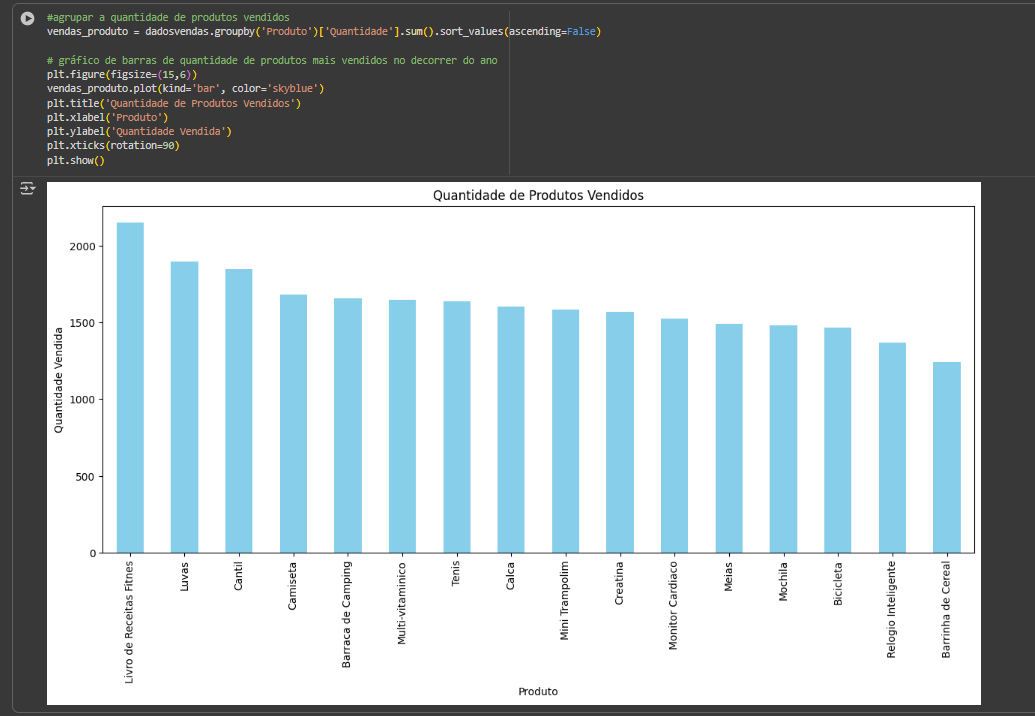 #agrupar a quantidade de produtos vendidos
vendas_produto = dadosvendas.groupby('Produto')['Quantidade'].sum().sort_values(ascending=False)
# gráfico de barras de quantidade de produtos mais vendidos no decorrer do ano
plt.figure(figsize=(15,6))
vendas_produto.plot(kind='bar', color='skyblue')
plt.title('Quantidade de Produtos Vendidos')
plt.xlabel('Produto')
plt.ylabel('Quantidade Vendida')
plt.xticks(rotation=90)
plt.show()
Quantidade de Produtos Vendidos
Quantidade Vendida
2000
1500
1000
500
0
Livro de Receitas Fitnes
Luvas
Cantil
Camiseta
Barraca de Camping
Multi-vitaminico
Tenis
Calca
Mini Trampolim
Creatina
Monitor Cardiaco
Meias
Mochila
Bicicleta
Relogio Inteligente
Barrinha de Cereal
Produto